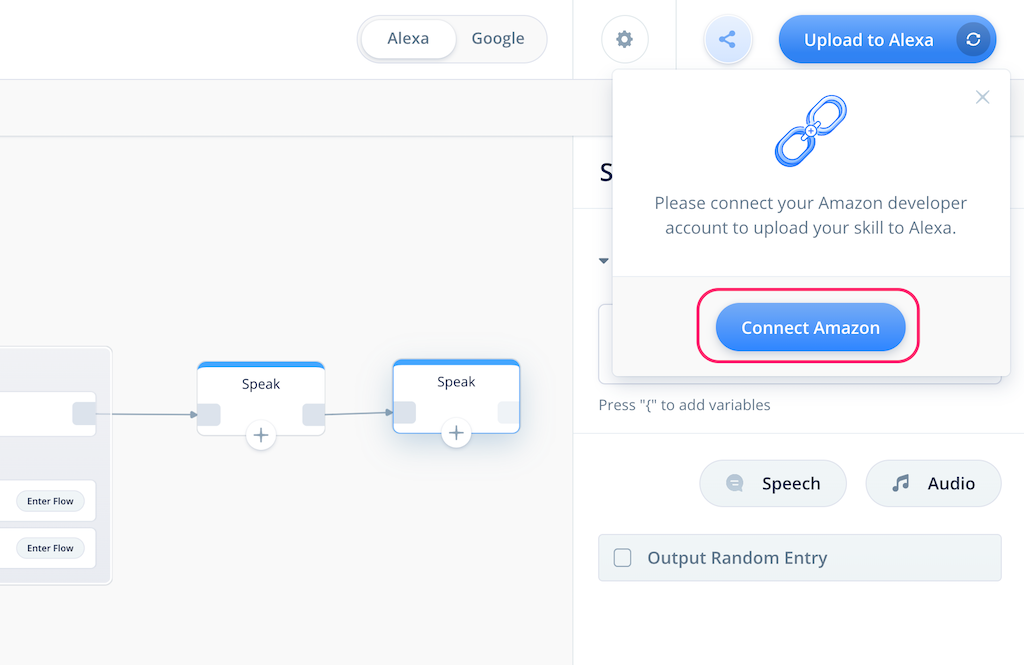 Alexa
Google
Upload to Alexa
S
Please connect your Amazon developer
account to upload your skill to Alexa.
Connect Amazon
Speak
Speak
Press "{" to add variables
Speech
Audio
Enter Flow
Enter Flow
Output Random Entry